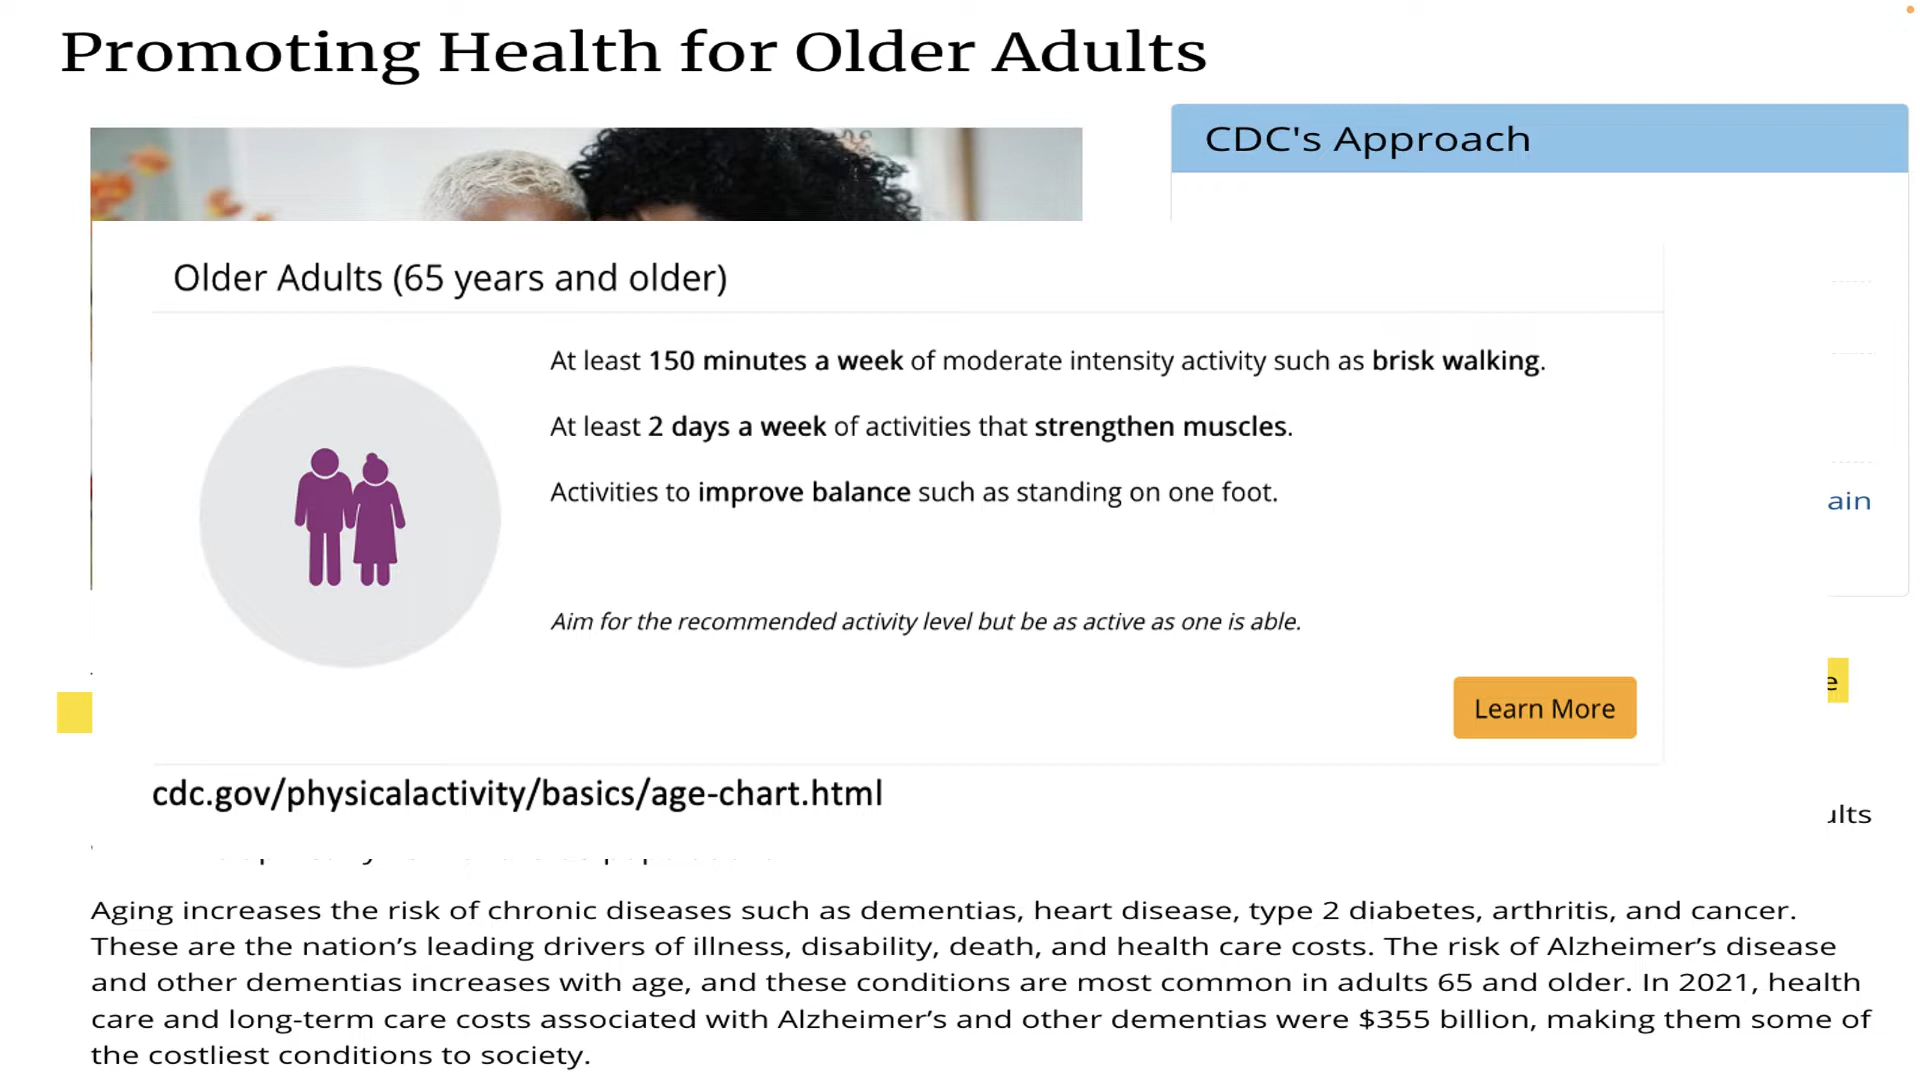 Promoting Health for Older Adults
CDC's Approach
Older Adults (65 years and older)
At least 150 minutes a week of moderate intensity activity such as brisk walking.
At least 2 days a week of activities that strengthen muscles.
Activities to improve balance such as standing on one foot.
ain
Aim for the recommended activity level but be as active as one is able.
e
Learn More
cdc.gov/physicalactivity/basics/age-chart.html
ults
Aging increases the risk of chronic diseases such as dementias, heart disease, type 2 diabetes, arthritis, and cancer.
These are the nation’s leading drivers of illness, disability, death, and health care costs. The risk of Alzheimer’s disease
and other dementias increases with age, and these conditions are most common in adults 65 and older. In 2021, health
care and long-term care costs associated with Alzheimer’s and other dementias were $355 billion, making them some of
the costliest conditions to society.